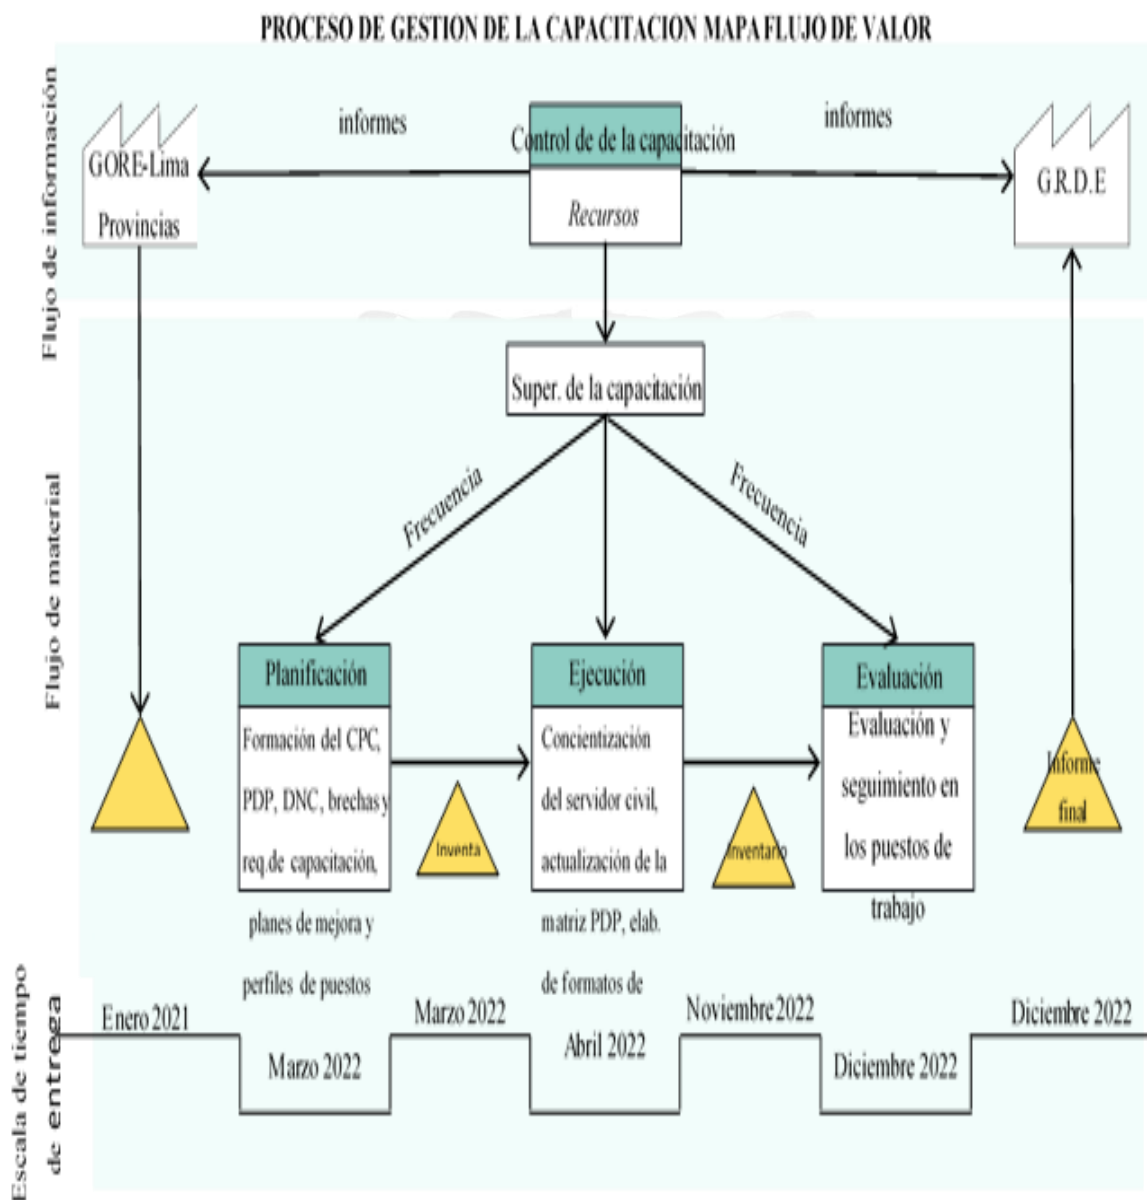 PROCESO DE GESTION DE LA CAPACITACION MAPA FLUJO DE VALOR
Flujo de información
GORE-Lima
Provincias
informes
Control de de la capacitación
Recursos
informes
G.R.D.E
Flujo de material
Super. de la capacitación
Frecuencia
Frecuencia
Planificación
Formación del CPC,
PDP, DNC, brechas y
req.de capacitación,
planes de mejora y
perfiles de puestos
Inventa
Ejecución
Concientización
del servidor civil,
actualización de la
matriz PDP, elab.
de formatos de
Inventario
Evaluación
Evaluación y
seguimiento en
los puestos de
trabajo
Informe
final
Escala de tiempo
de entrega
Enero 2021
Marzo 2022
Marzo 2022
Abril 2022
Noviembre 2022
Diciembre 2022
Diciembre 2022